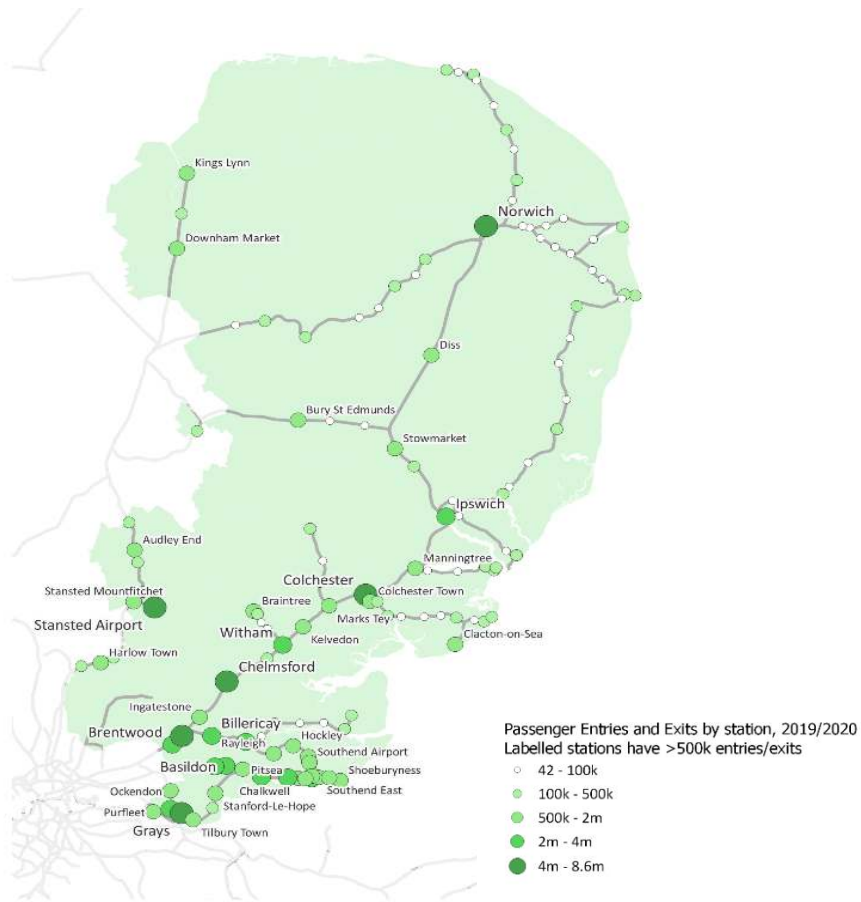 Kings Lynn
Norwich
Downham Market
Diss
Bury St Edmunds
Stowmarket
Ipswich
Audley End
Manningtree
Colchester
Stansted Mountfitchet
Colchester Town
Braintree
Stansted Airport
Marks Tey
Witham
Kelvedon
Clacton-on-Sea
Harlow Town
Chelmsford
Ingatestone
Billericay
Brentwood
Hockley
Rayleigh
Southend Airport
Basildon
Pitsea
Shoeburyness
Ockendon
Chalkwell
Southend East
Stanford-Le-Hope
Purfleet
Grays
Tilbury Town
Passenger Entries and Exits by station, 2019/2020
Labelled stations have >500k entries/exits
42 - 100k
100k - 500k
500k - 2m
2m - 4m
4m - 8.6m